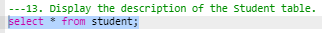 ---13. Display the description of the Student table.
select * from student;